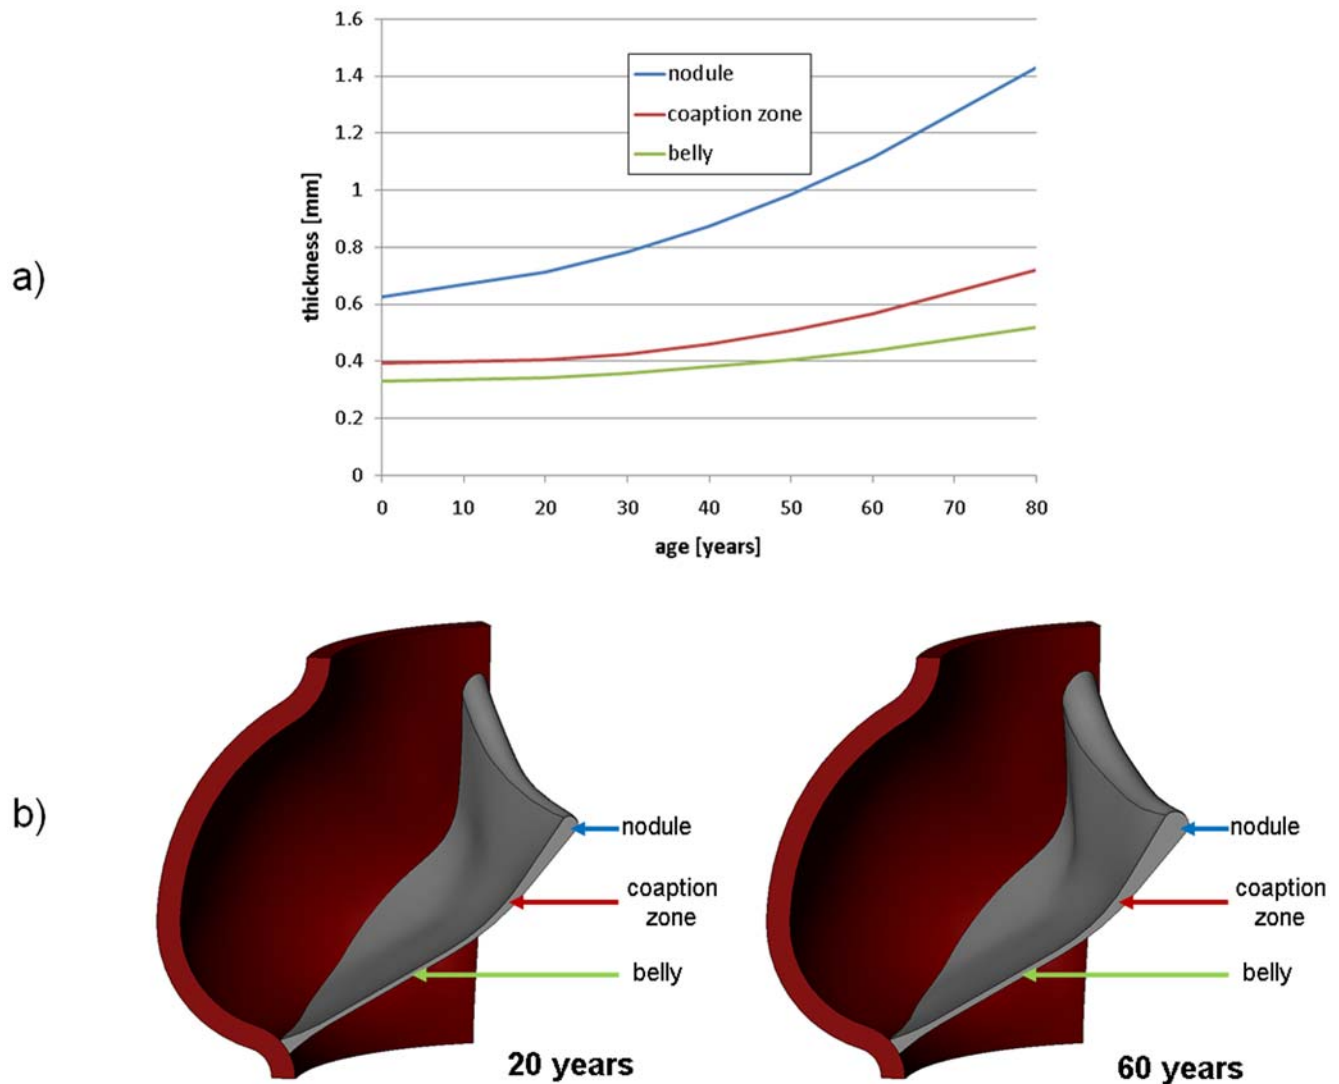 a)
thickness [mm]
1.6
1.4
1.2
1
0.8
0.6
0.4
0.2
0
nodule
coaption zone
belly
0 10 20 30 40 50 60 70 80
age [years]
b)
nodule
coaption
zone
belly
20 years
nodule
coaption
zone
belly
60 years